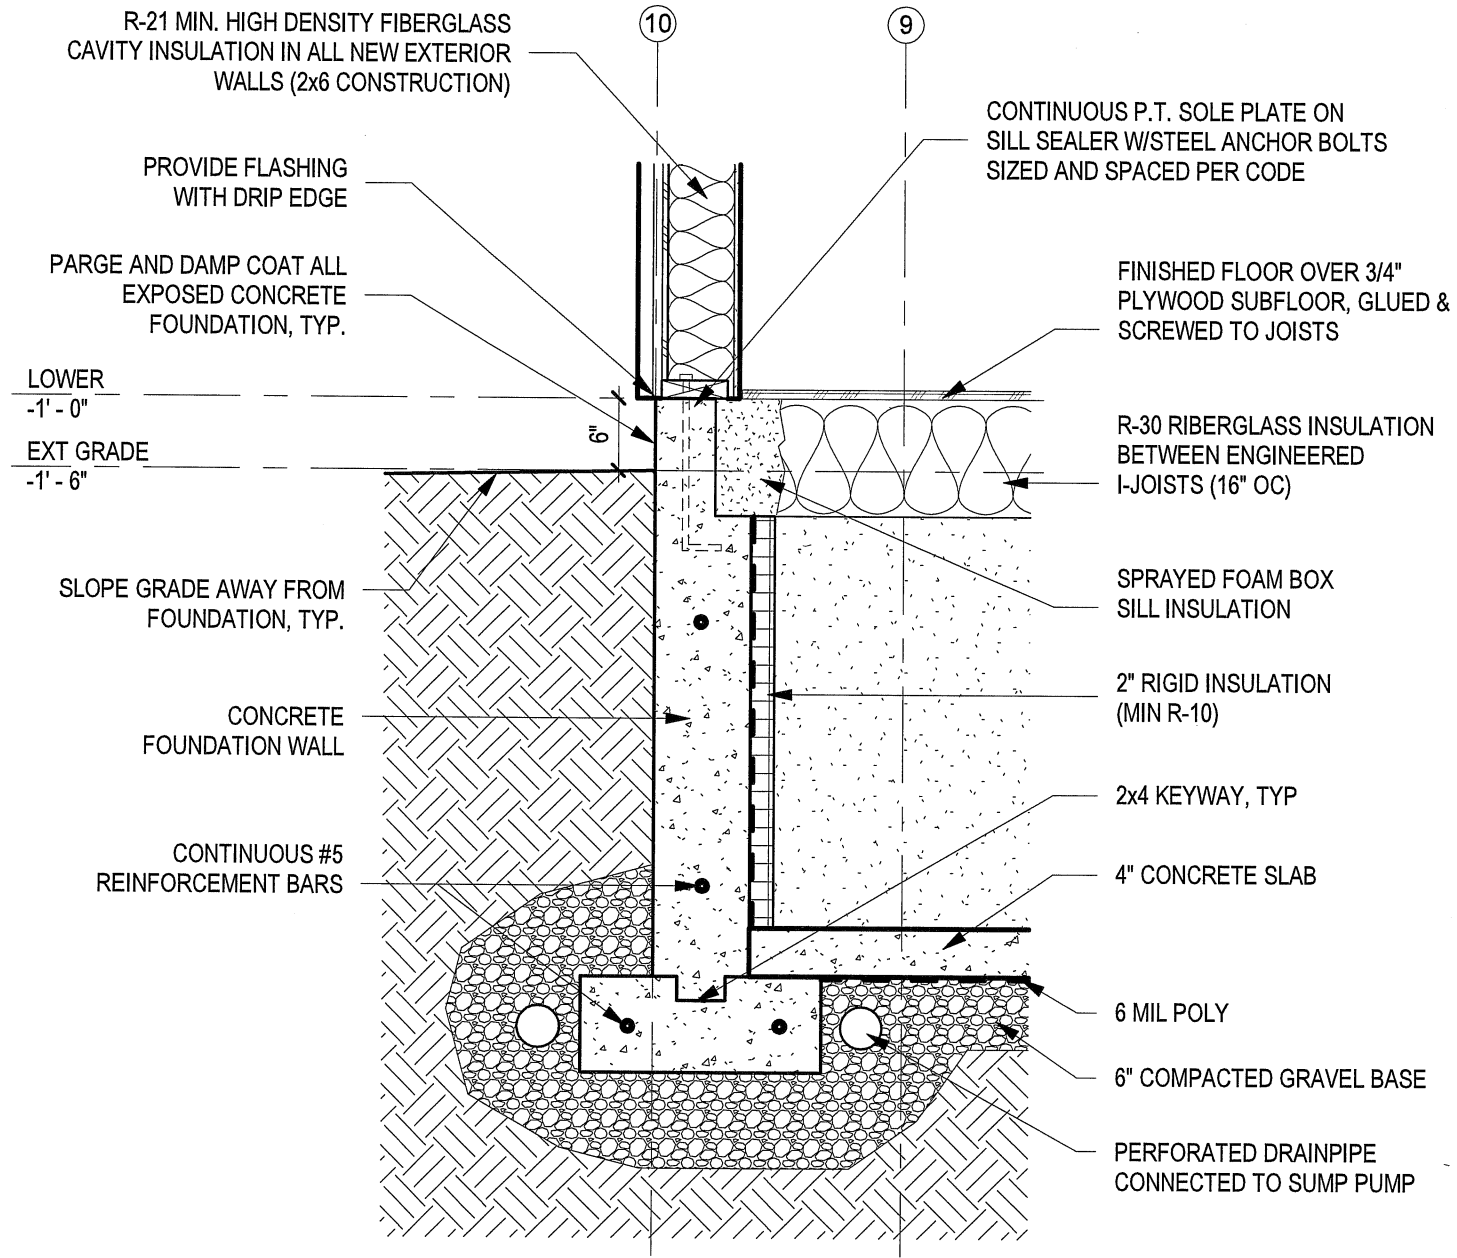 R-21 MIN. HIGH DENSITY FIBERGLASS
CAVITY INSULATION IN ALL NEW EXTERIOR
WALLS (2x6 CONSTRUCTION)
10
9
CONTINUOUS P.T. SOLE PLATE ON
SILL SEALER W/STEEL ANCHOR BOLTS
SIZED AND SPACED PER CODE
PROVIDE FLASHING
WITH DRIP EDGE
PARGE AND DAMP COAT ALL
EXPOSED CONCRETE
FOUNDATION, TYP.
FINISHED FLOOR OVER 3/4"
PLYWOOD SUBFLOOR, GLUED &
SCREWED TO JOISTS
LOWER
-1' - 0"
6"
EXT GRADE
-1' - 6"
R-30 RIBERGLASS INSULATION
BETWEEN ENGINEERED
I-JOISTS (16" OC)
SLOPE GRADE AWAY FROM
FOUNDATION, TYP.
SPRAYED FOAM BOX
SILL INSULATION
2" RIGID INSULATION
(MIN R-10)
CONCRETE
FOUNDATION WALL
2x4 KEYWAY, TYP
CONTINUOUS #5
REINFORCEMENT BARS
4" CONCRETE SLAB
6 MIL POLY
6" COMPACTED GRAVEL BASE
PERFORATED DRAINPIPE
CONNECTED TO SUMP PUMP